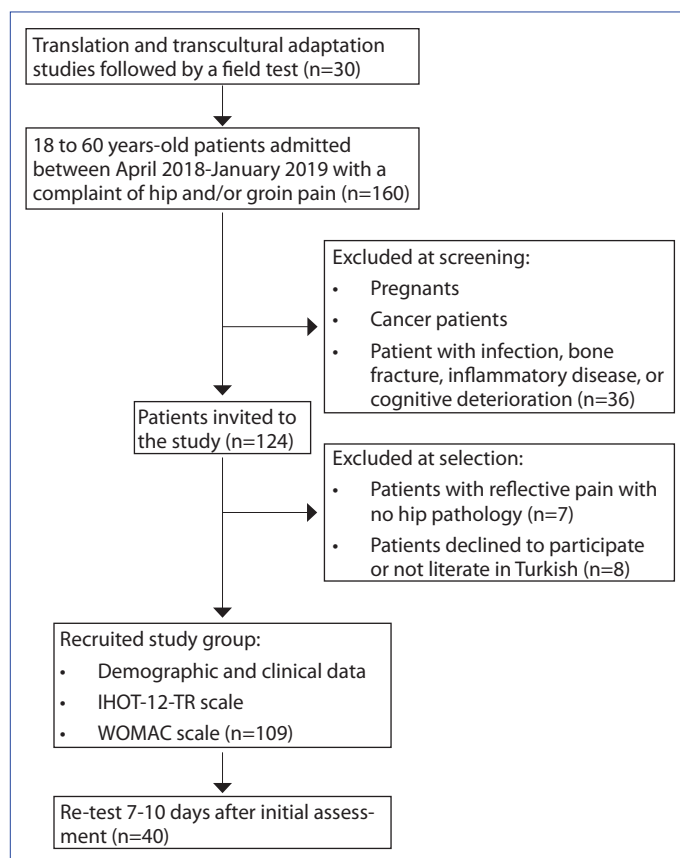 Translation and transcultural adaptation
studies followed by a field test (n=30)
18 to 60 years-old patients admitted
between April 2018-January 2019 with a
complaint of hip and/or groin pain (n=160)
Excluded at screening:
• Pregnants
• Cancer patients
• Patient with infection, bone
fracture, inflammatory disease, or
cognitive deterioration (n=36)
Patients invited to
the study (n=124)
Excluded at selection:
• Patients with reflective pain with
no hip pathology (n=7)
• Patients declined to participate
or not literate in Turkish (n=8)
Recruited study group:
• Demographic and clinical data
• IHOT-12-TR scale
• WOMAC scale (n=109)
Re-test 7-10 days after initial assess-
ment (n=40)